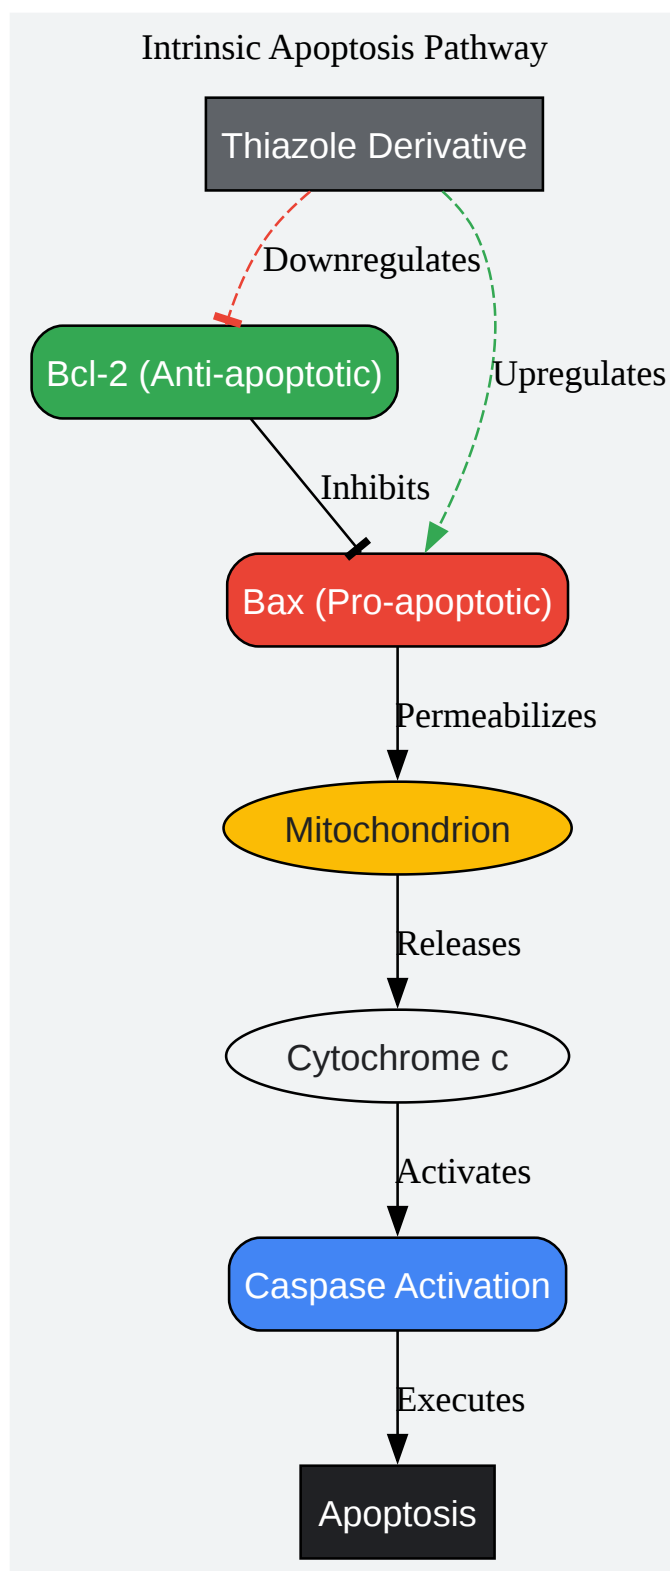 Intrinsic Apoptosis Pathway
Thiazole Derivative
Downregulates
Bcl-2 (Anti-apoptotic)
Upregulates
Inhibits
Bax (Pro-apoptotic)
Permeabilizes
Mitochondrion
Releases
Cytochrome c
Activates
Caspase Activation
Executes
Apoptosis